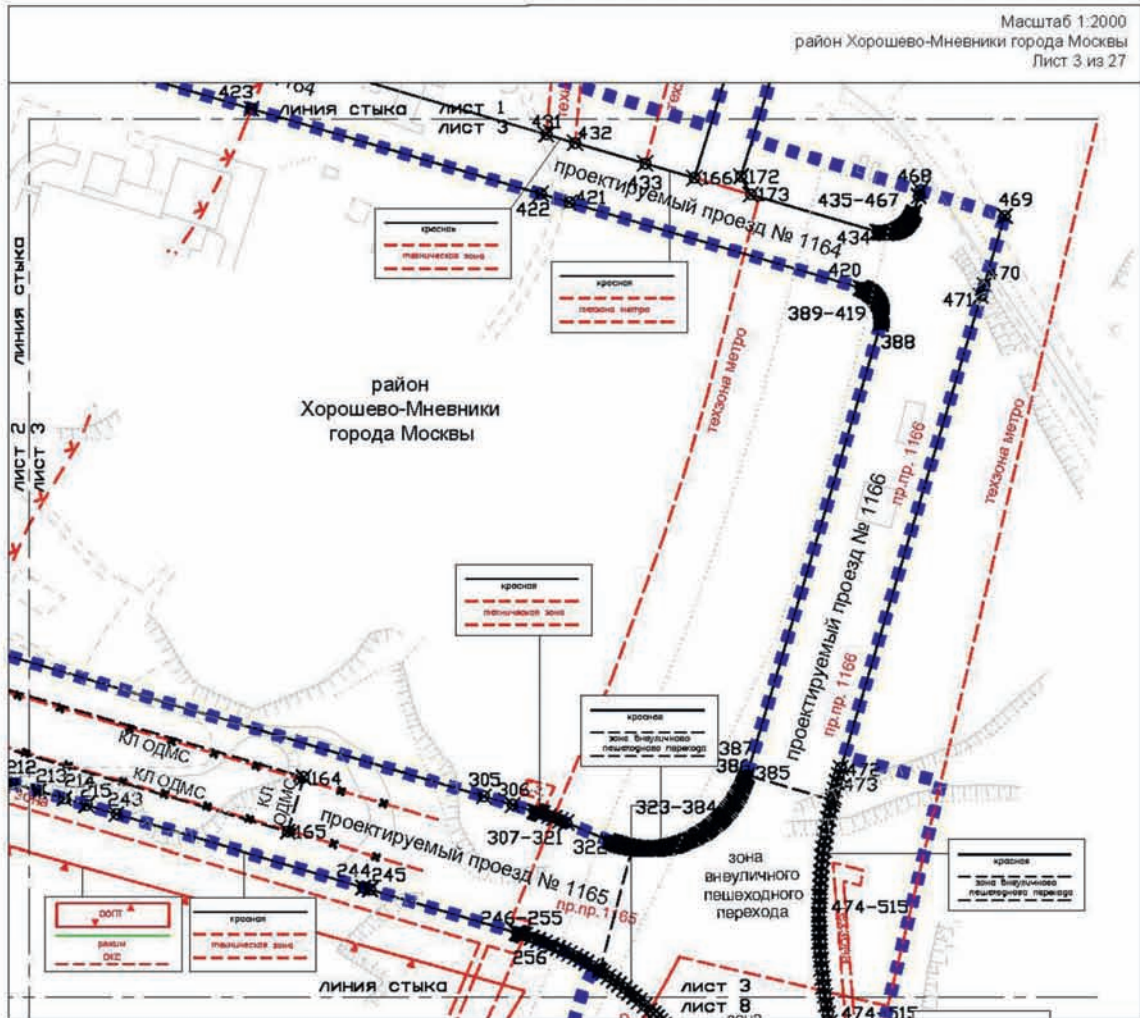 Масштаб 1:2000
район Хорошево-Мневники города Москвы
Лист 3 из 27
423
1164
линия стыка
лист 1
лист 3
431
432
433
166
172
173
435-467
468
469
434
470
471
422
421
проектируемый проезд № 1164
420
389-419
388
красная
техническая зона
красная
техзона метро
линия стыка
лист 2
лист 3
район
Хорошево-Мневники
города Москвы
техзона метро
техзона метро
пр.пр. 1166
проектируемый проезд № 1166
пр.пр. 1166
красная
техническая зона
красная
зона внеуличного
пешеходного перехода
КЛ ОДМС
КЛ ОДМС
КЛ
ОДМС
212
213
214
215
243
зона
164
165
305
306
307-321
322
323-384
387
385
472
473
проектируемый проезд № 1165
пр.пр. 1165
244
245
246-255
256
зона
внеуличного
пешеходного
перехода
474-515
красная
зона внеуличного
пешеходного перехода
ООПТ
режим
ОКС
красная
техническая зона
линия стыка
лист 3
лист 8
474-515